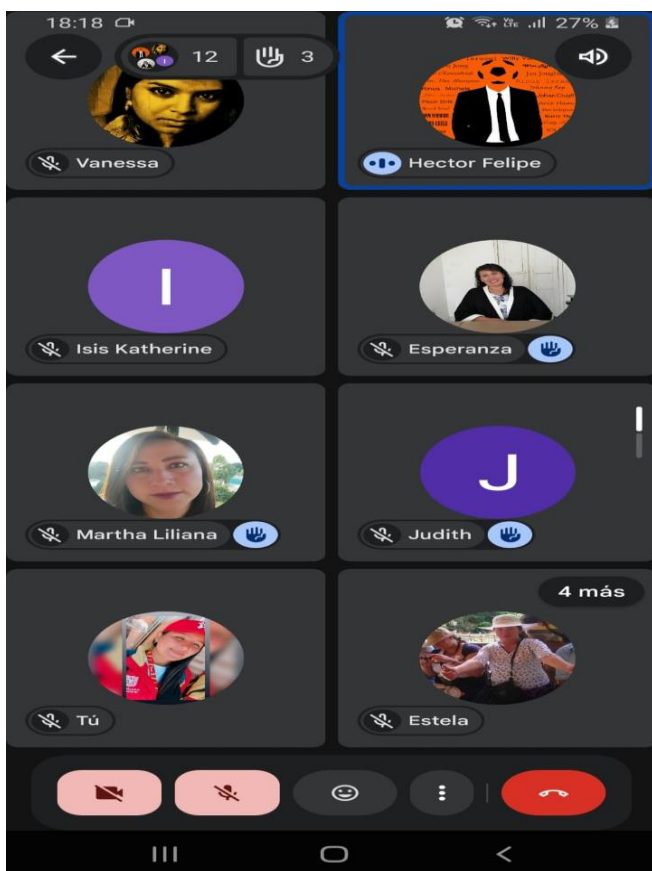 18:18 27%
12 3
Vanessa
Hector Felipe
I
Isis Katherine
Esperanza
Martha Liliana
J
Judith
4 más
Tú
Estela